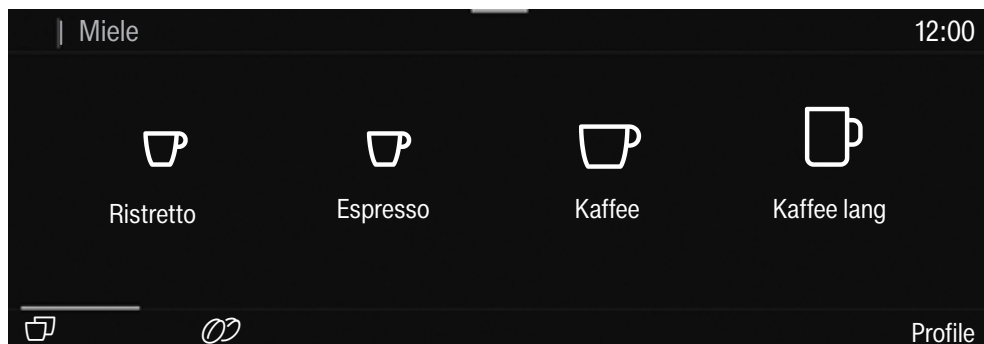 Miele
12:00
Ristretto
Espresso
Kaffee
Kaffee lang
Profile